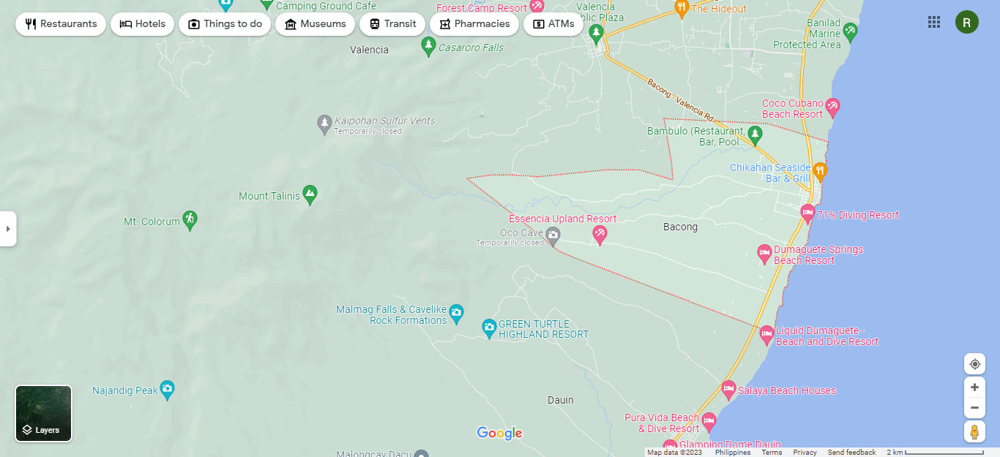 Camping Ground Cafe
Forest Camp Resort
Valencia
blic Plaza
The Hideout
Banilad
Marine
Protected Area
R
Restaurants
Hotels
Things to do
Museums
Transit
Pharmacies
ATMs
Valencia
Casaroro Falls
Bacong - Valencia Rd
Coco Cubano
Beach Resort
Kaipohan Sulfur Vents
Temporarily closed
Bambulo (Restaurant,
Bar, Pool...
Chikahan Seaside
Bar & Grill
Mount Talinis
Mt. Colorum
71% Diving Resort
Essencia Upland Resort
Bacong
Oco Cave
Temporarily closed
Dumaguete Springs
Beach Resort
Malmag Falls & Cavelike
Rock Formations
GREEN TURTLE
HIGHLAND RESORT
Liquid Dumaguete -
Beach and Dive Resort
Najandig Peak
Salaya Beach Houses
Dauin
Pura Vida Beach
& Dive Resort
Layers
Google
Glamping Dome Dauin
Malongcay Dacu
Map data ©2023 Philippines Terms Privacy Send feedback 2 km